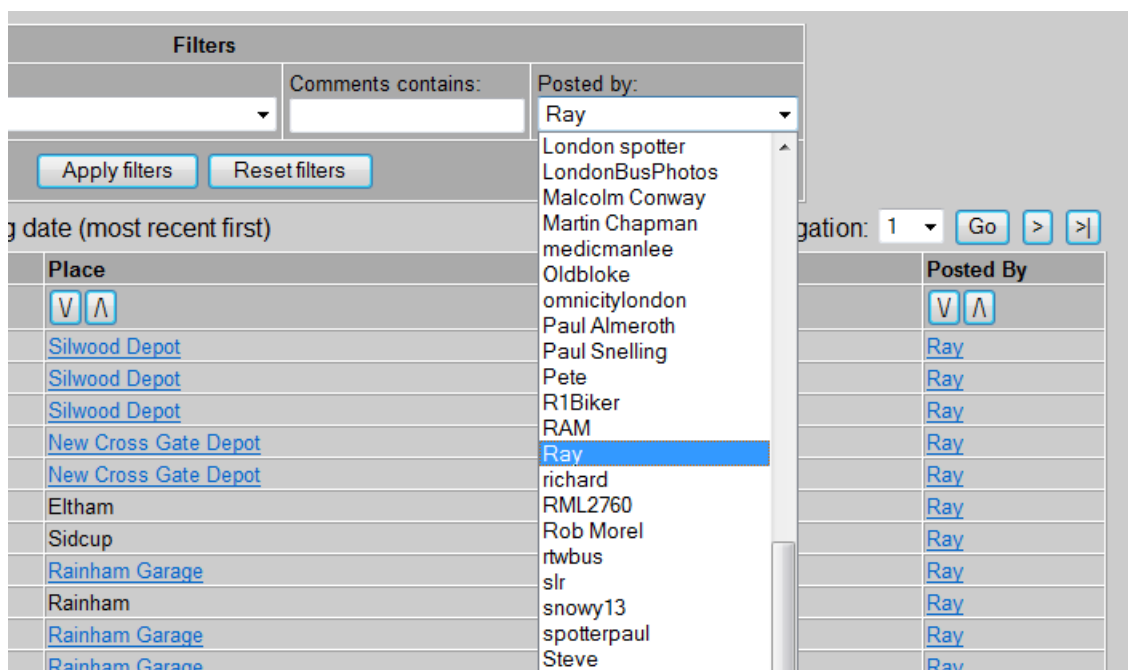 Filters
Comments contains:
Posted by:
Ray
Apply filters
Reset filters
London spotter
LondonBusPhotos
Malcolm Conway
Martin Chapman
medicmanlee
Oldbloke
omnicitylondon
Paul Almeroth
Paul Snelling
Pete
R1Biker
RAM
Ray
richard
RML2760
Rob Morel
rtwbus
slr
snowy13
spotterpaul
Steve
g date (most recent first)
gation: 1 Go > >|
Place Posted By
\/ /\ \/ /\
Silwood Depot Ray
Silwood Depot Ray
Silwood Depot Ray
New Cross Gate Depot Ray
New Cross Gate Depot Ray
Eltham Ray
Sidcup Ray
Rainham Garage Ray
Rainham Ray
Rainham Garage Ray
Rainham Garage Ray